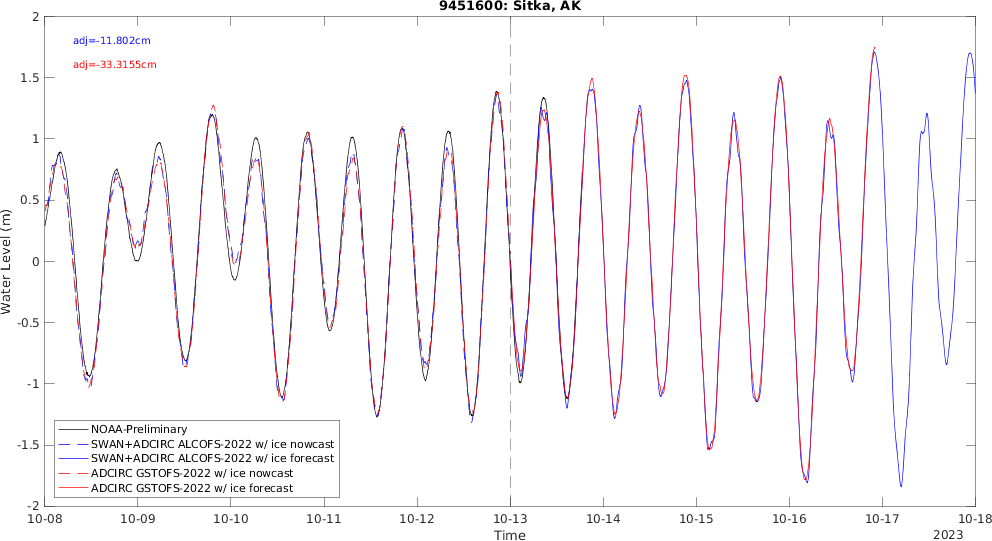 9451600: Sitka, AK
2
adj=-11.802cm
adj=-33.3155cm
1.5
1
0.5
0
-0.5
-1
-1.5
-2
Water Level (m)
NOAA-Preliminary
SWAN+ADCIRC ALCOFS-2022 w/ ice nowcast
SWAN+ADCIRC ALCOFS-2022 w/ ice forecast
ADCIRC GSTOFS-2022 w/ ice nowcast
ADCIRC GSTOFS-2022 w/ ice forecast
10-08 10-09 10-10 10-11 10-12 10-13 10-14 10-15 10-16 10-17 10-18
Time
2023